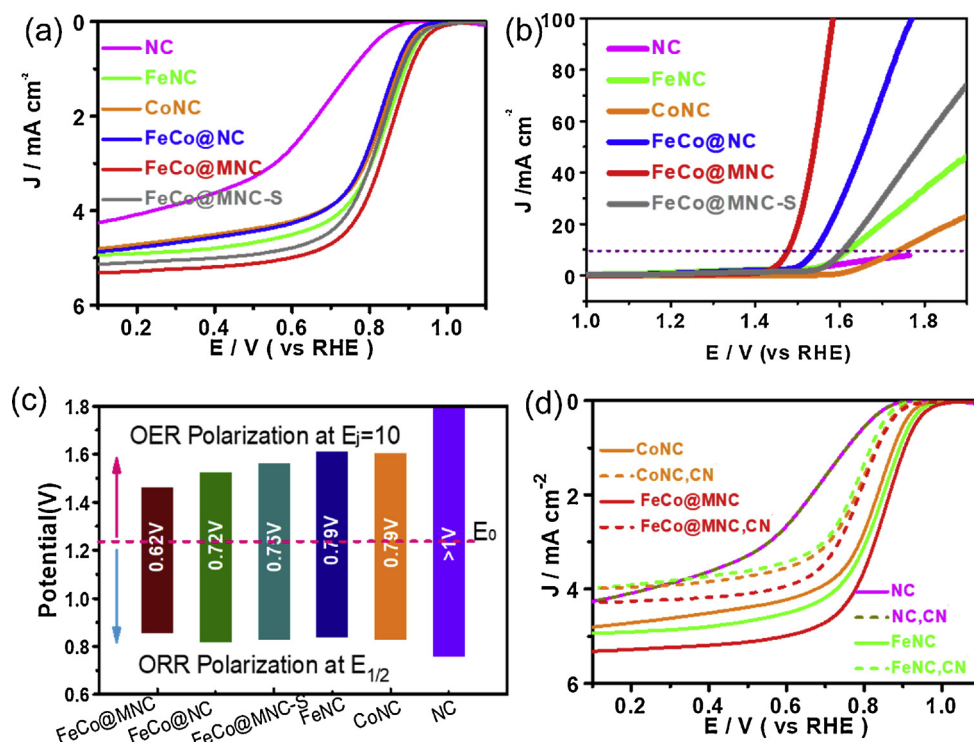 (a)
NC
FeNC
CoNC
FeCo@NC
FeCo@MNC
FeCo@MNC-S
J / mA cm-2
0
2
4
6
0.2 0.4 0.6 0.8 1.0
E / V ( vs RHE )
(b)
NC
FeNC
CoNC
FeCo@NC
FeCo@MNC
FeCo@MNC-S
J /mA cm-2
100
80
60
40
20
0
1.0 1.2 1.4 1.6 1.8
E / V (vs RHE)
(c)
OER Polarization at Ej=10
Potential(V)
1.8
1.6
1.4
1.2
1.0
0.8
0.6
0.62V
0.72V
0.75V
0.79V
0.79V
>1V
E0
ORR Polarization at E1/2
FeCo@MNC
FeCo@NC
FeCo@MNC-S
FeNC
CoNC
NC
(d)
CoNC
CoNC,CN
FeCo@MNC
FeCo@MNC,CN
NC
NC,CN
FeNC
FeNC,CN
J / mA cm-2
0
2
4
6
0.2 0.4 0.6 0.8 1.0
E / V ( vs RHE )